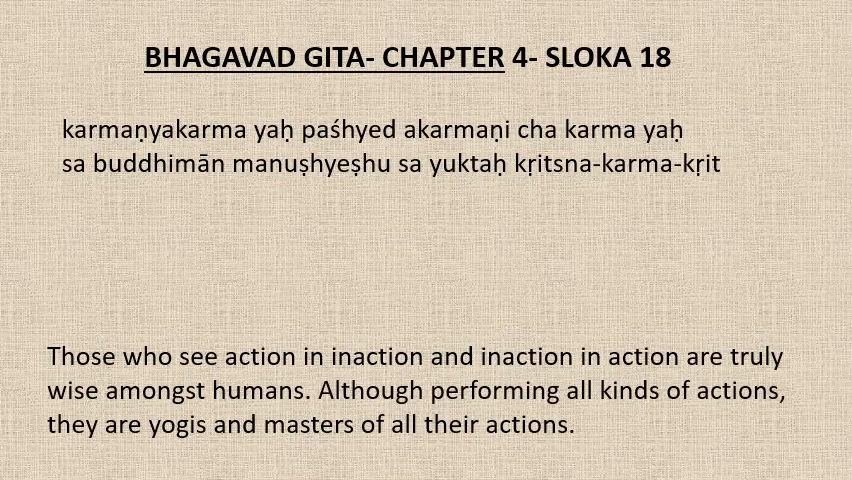 BHAGAVAD GITA- CHAPTER 4- SLOKA 18
karmaṇyakarma yaḥ paśhyed akarmaṇi cha karma yaḥ
sa buddhimān manuṣhyeṣhu sa yuktaḥ kṛitsna-karma-kṛit
Those who see action in inaction and inaction in action are truly
wise amongst humans. Although performing all kinds of actions,
they are yogis and masters of all their actions.